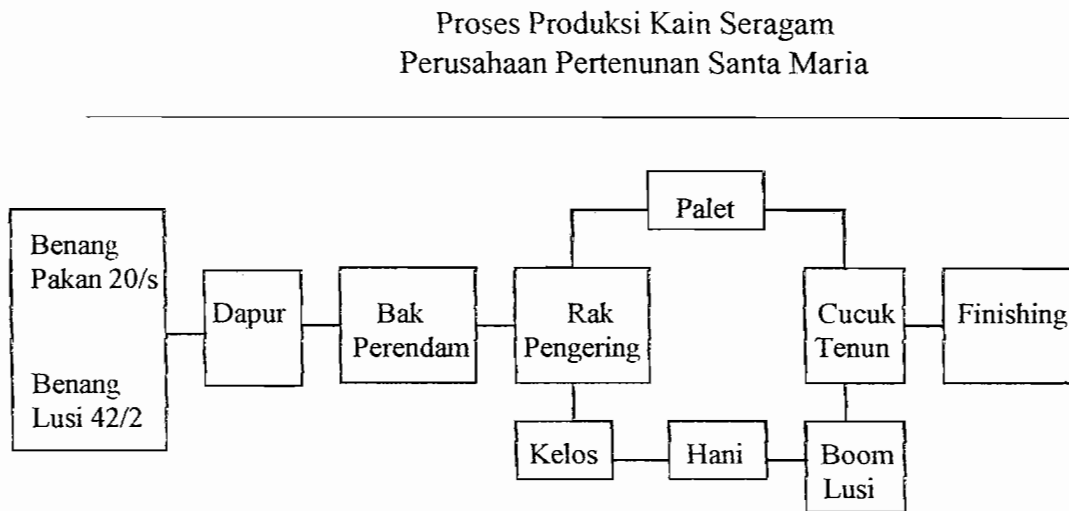 Proses Produksi Kain Seragam
Perusahaan Pertenunan Santa Maria
Benang
Pakan 20/s
Benang
Lusi 42/2
Dapur
Bak
Perendam
Rak
Pengering
Palet
Kelos
Hani
Boom
Lusi
Cucuk
Tenun
Finishing